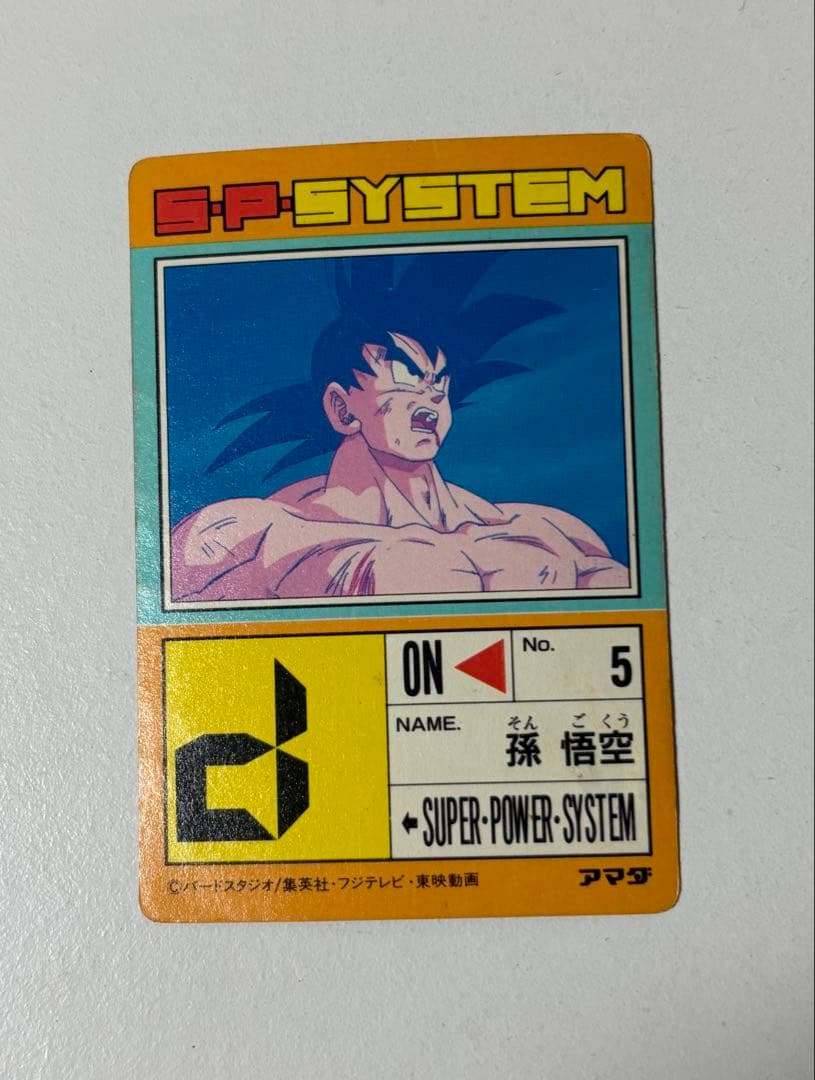 S·P·SYSTEM
ON
No. 5
NAME.
そん ご くう
孫 悟空
←SUPER·POWER·SYSTEM
©バードスタジオ/集英社・フジテレビ・東映動画
アマダ